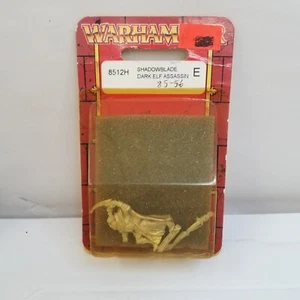 WARHAM
8512H
SHADOWBLADE
DARK ELF ASSASSIN
E